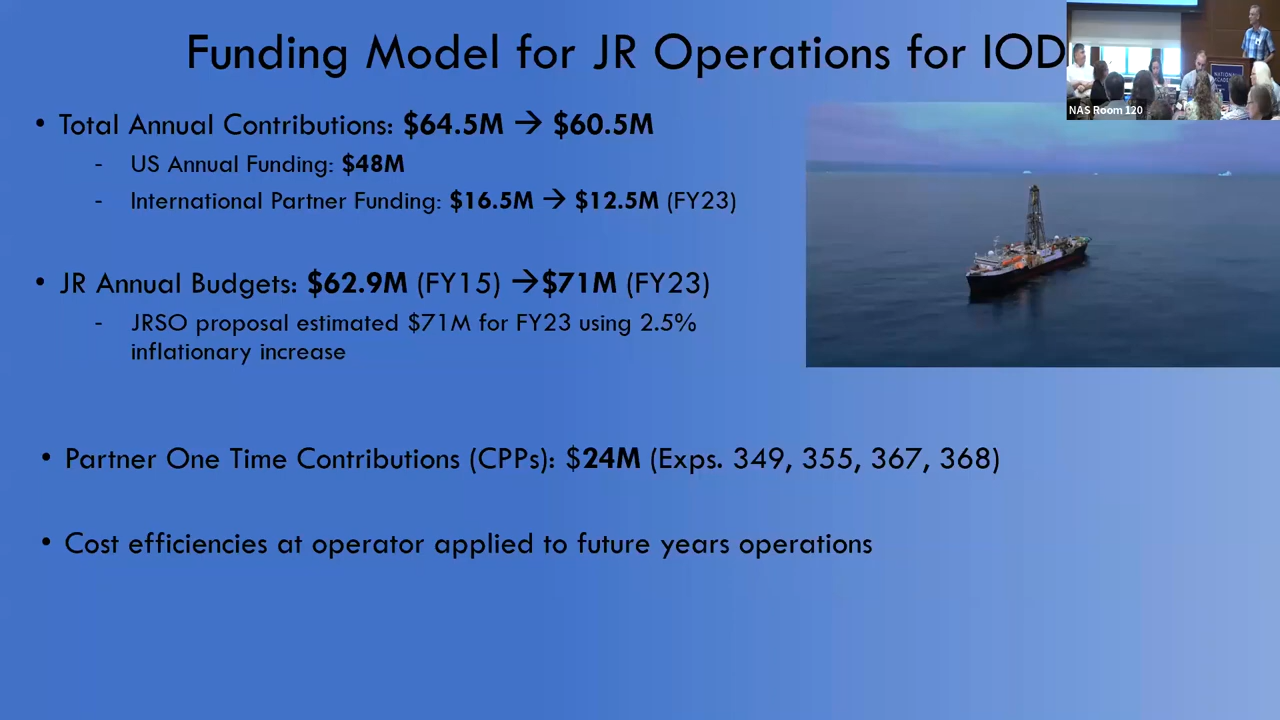 Funding Model for JR Operations for IOD
NAS Room 120
• Total Annual Contributions: $64.5M → $60.5M
- US Annual Funding: $48M
- International Partner Funding: $16.5M → $12.5M (FY23)
• JR Annual Budgets: $62.9M (FY15) →$71M (FY23)
- JRSO proposal estimated $71M for FY23 using 2.5%
inflationary increase
• Partner One Time Contributions (CPPs): $24M (Exps. 349, 355, 367, 368)
• Cost efficiencies at operator applied to future years operations